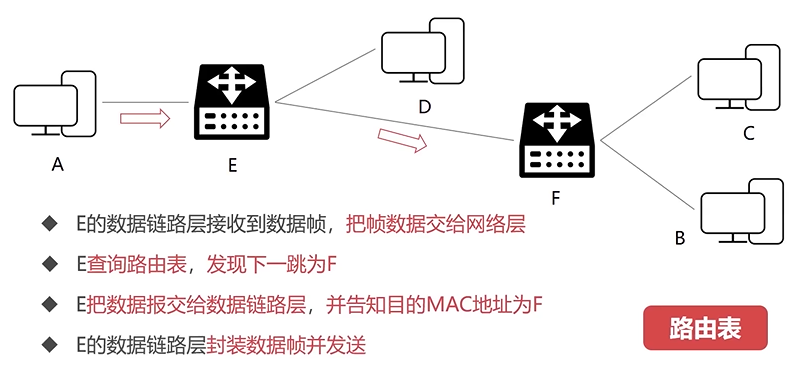 A
E
D
F
C
B
◆ E的数据链路层接收到数据帧，把帧数据交给网络层
◆ E查询路由表，发现下一跳为F
◆ E把数据报交给数据链路层，并告知目的MAC地址为F
◆ E的数据链路层封装数据帧并发送
路由表